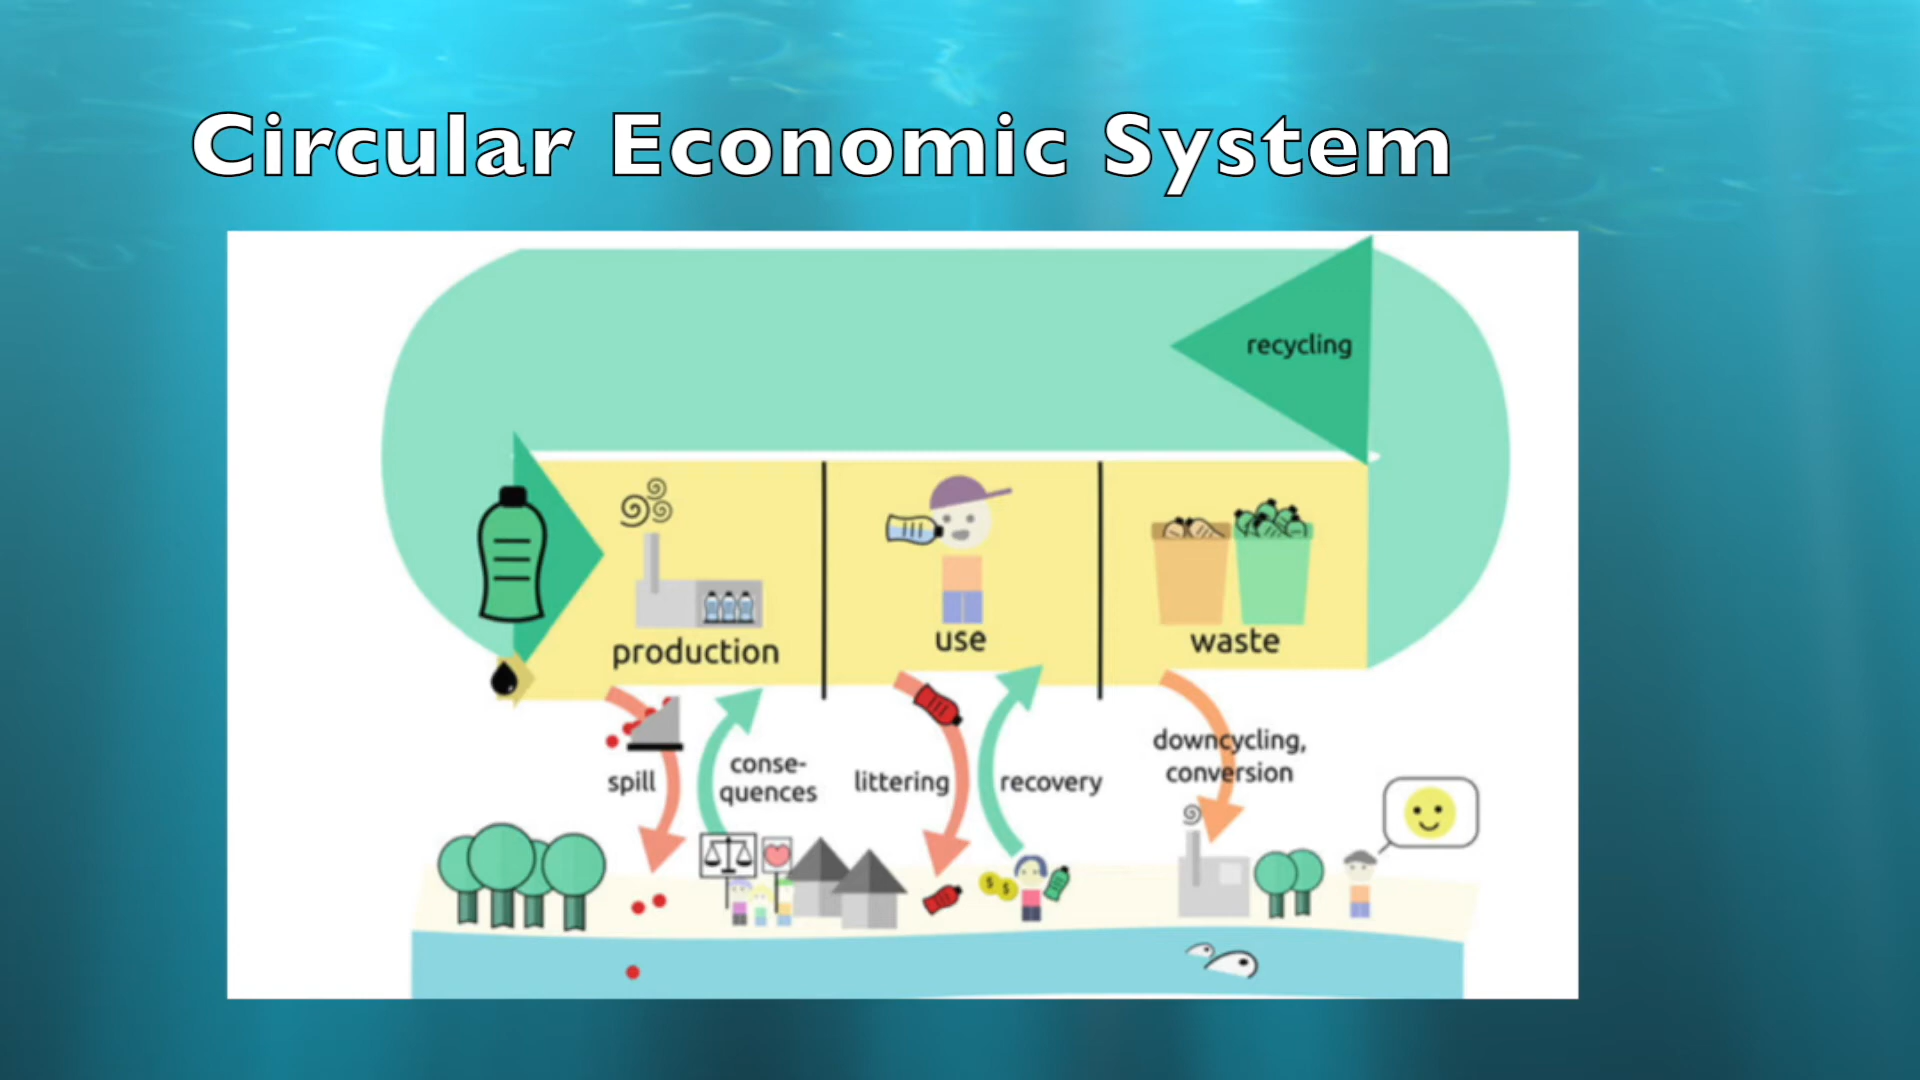 Circular Economic System
recycling
production
use
waste
spill
conse-
quences
littering
recovery
downcycling,
conversion
$ $